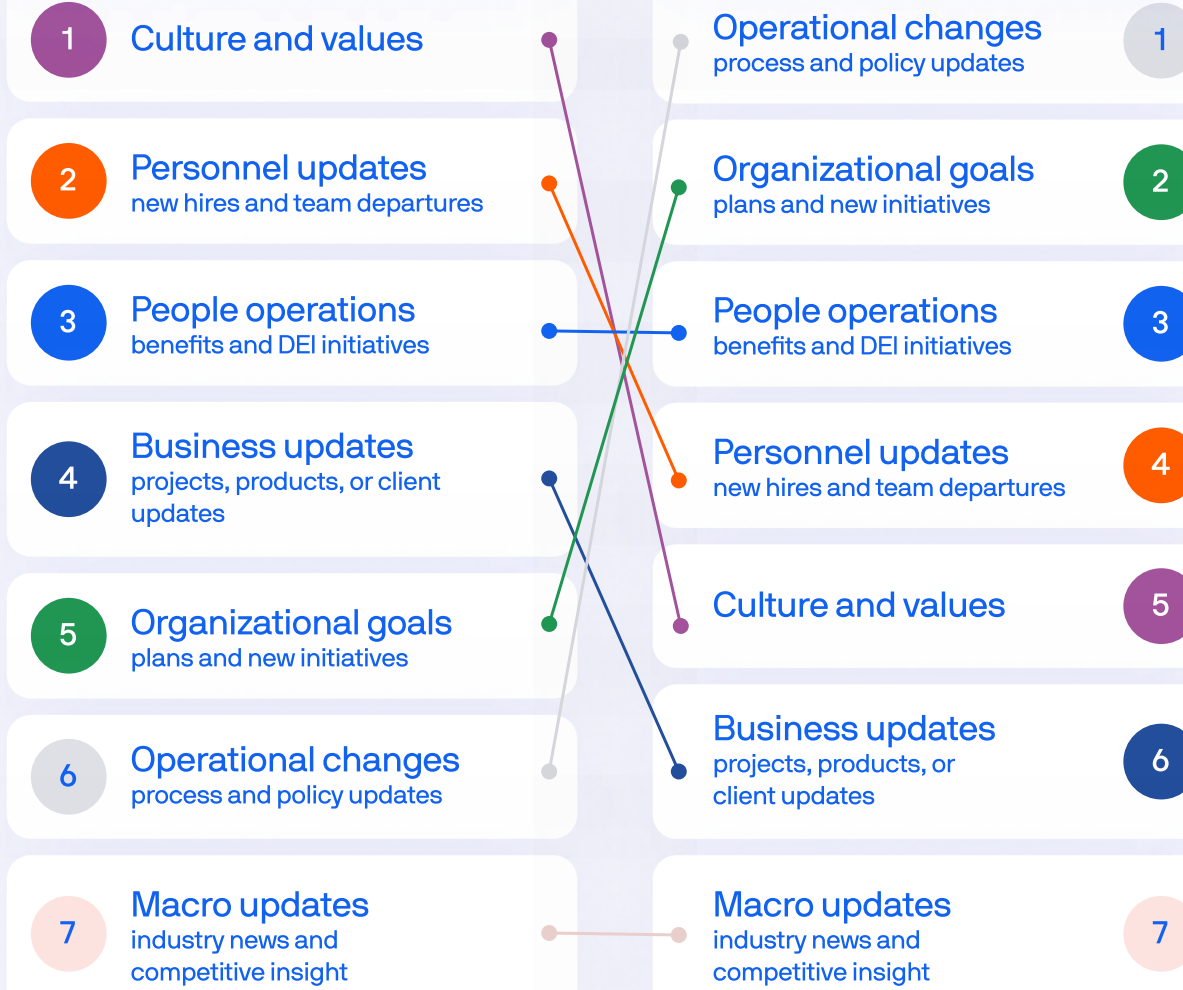 1
Culture and values
2
Personnel updates
new hires and team departures
3
People operations
benefits and DEI initiatives
4
Business updates
projects, products, or client
updates
5
Organizational goals
plans and new initiatives
6
Operational changes
process and policy updates
7
Macro updates
industry news and
competitive insight
Operational changes
process and policy updates
1
Organizational goals
plans and new initiatives
2
People operations
benefits and DEI initiatives
3
Personnel updates
new hires and team departures
4
Culture and values
5
Business updates
projects, products, or
client updates
6
Macro updates
industry news and
competitive insight
7